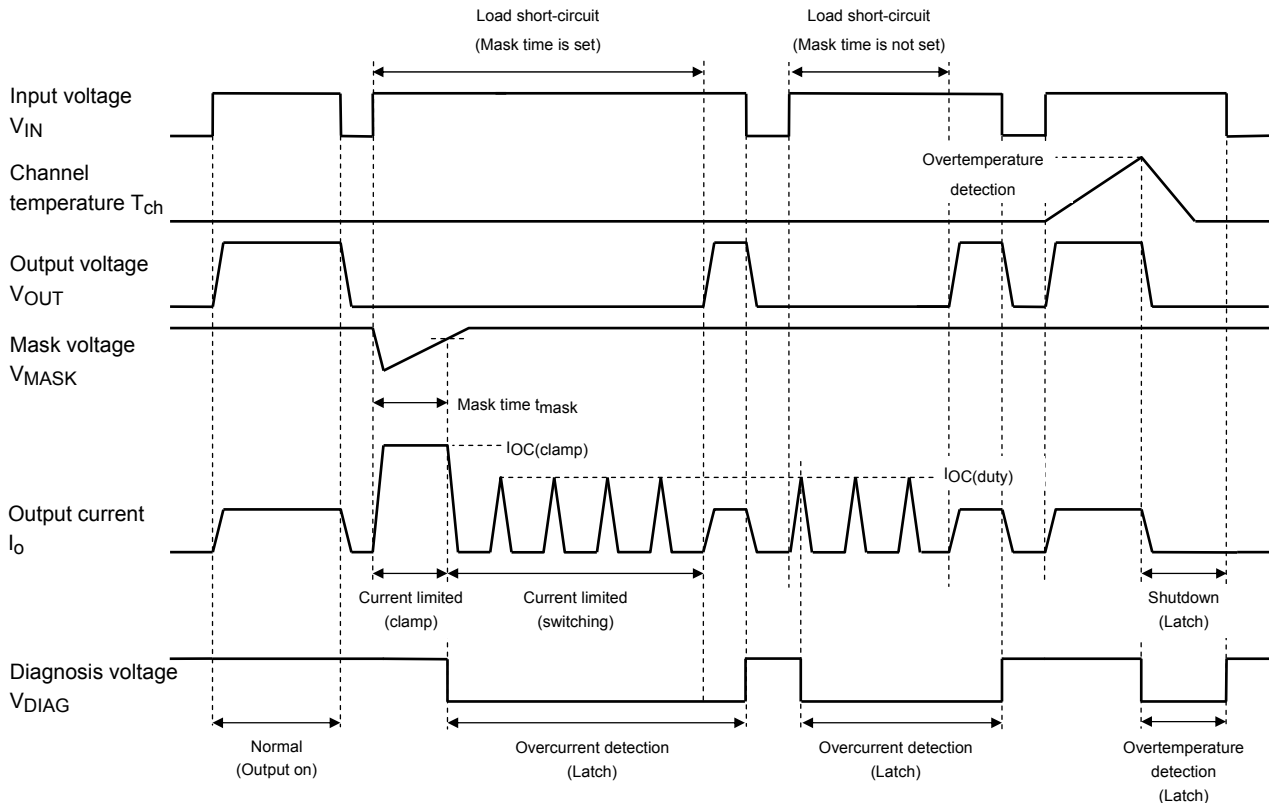 Load short-circuit
(Mask time is set)
Load short-circuit
(Mask time is not set)
Input voltage
VIN
Overtemperature
detection
Channel
temperature Tch
Output voltage
VOUT
Mask voltage
VMASK
Mask time tmask
IOC(clamp)
IOC(duty)
Output current
Io
Current limited
(clamp)
Current limited
(switching)
Shutdown
(Latch)
Diagnosis voltage
VDIAG
Normal
(Output on)
Overcurrent detection
(Latch)
Overcurrent detection
(Latch)
Overtemperature
detection
(Latch)